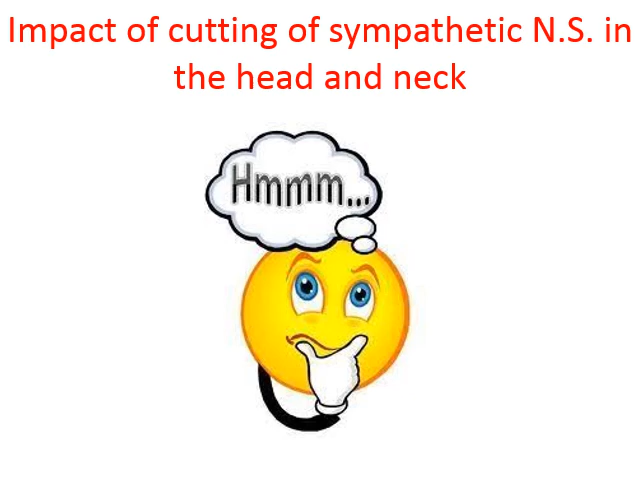 Impact of cutting of sympathetic N.S. in
the head and neck
Hmmm...